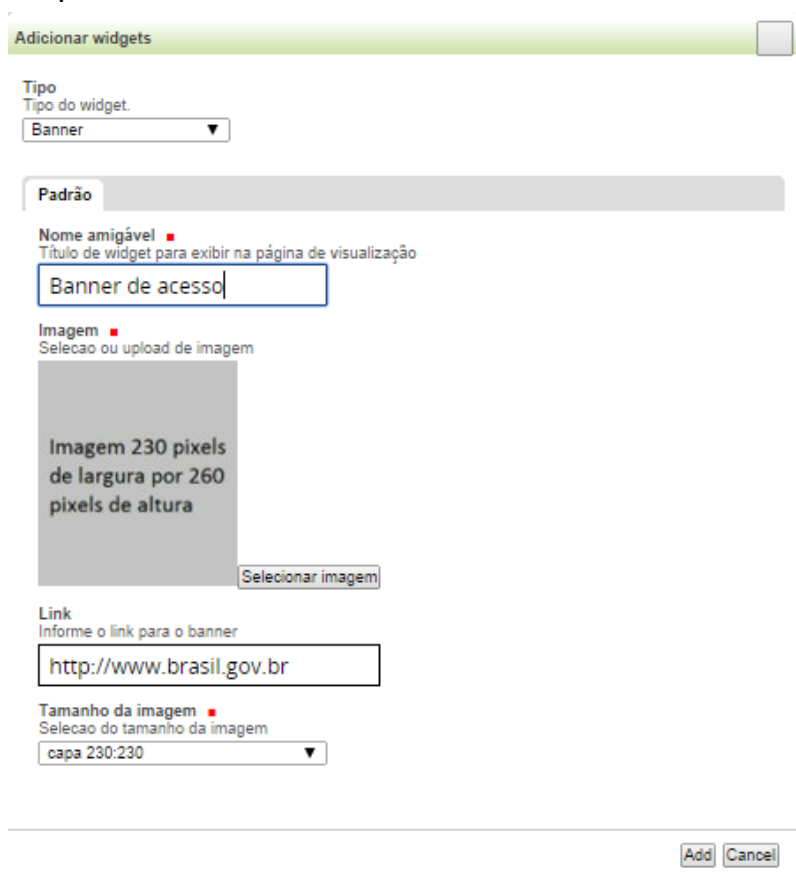 Adicionar widgets
Tipo
Tipo do widget.
Banner
Padrão
Nome amigável
Título de widget para exibir na página de visualização
Banner de acesso
Imagem
Selecao ou upload de imagem
Imagem 230 pixels
de largura por 260
pixels de altura
Selecionar imagem
Link
Informe o link para o banner
http://www.brasil.gov.br
Tamanho da imagem
Selecao do tamanho da imagem
capa 230:230
Add Cancel